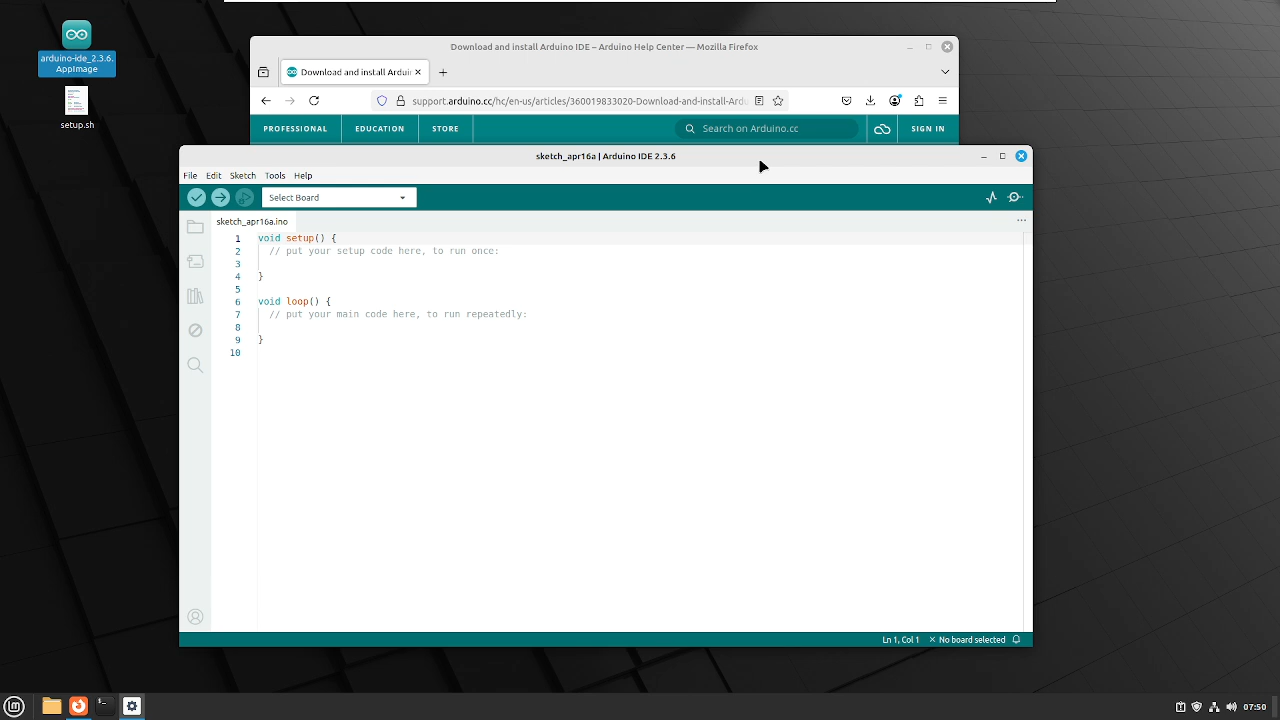 arduino-ide_2.3.6.
AppImage
setup.sh
Download and install Arduino IDE – Arduino Help Center — Mozilla Firefox
Download and install Ardui
support.arduino.cc/hc/en-us/articles/360019833020-Download-and-install-Ard
PROFESSIONAL EDUCATION STORE Search on Arduino.cc SIGN IN
sketch_apr16a | Arduino IDE 2.3.6
File Edit Sketch Tools Help
Select Board
sketch_apr16a.ino
1 void setup() {
2 // put your setup code here, to run once:
3
4 }
5
6 void loop() {
7 // put your main code here, to run repeatedly:
8
9 }
10
Ln 1, Col 1 × No board selected
07:50